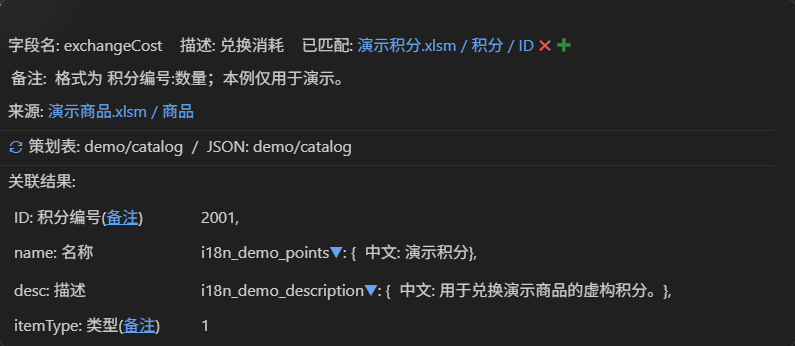 字段名: exchangeCost 描述: 兑换消耗 已匹配: 演示积分.xlsm / 积分 / ID
备注: 格式为 积分编号:数量；本例仅用于演示。
来源: 演示商品.xlsm / 商品
策划表: demo/catalog / JSON: demo/catalog
关联结果:
ID: 积分编号(备注) 2001,
name: 名称 i18n_demo_points▼: { 中文: 演示积分},
desc: 描述 i18n_demo_description▼: { 中文: 用于兑换演示商品的虚构积分。},
itemType: 类型(备注) 1